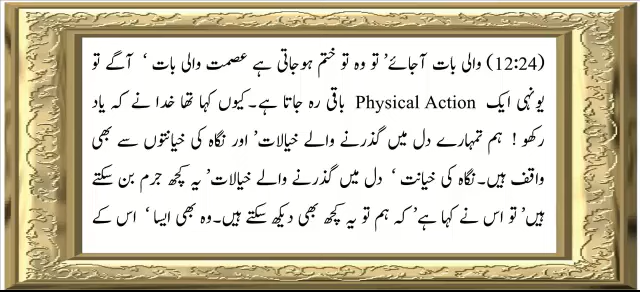 (12:24) والی بات آجائے’ تو وہ تو ختم ہوجاتی ہے عصمت والی بات ‘ آگے تو
یونہی ایک Physical Action باقی رہ جاتا ہے۔کیوں کہا تھا خدا نے کہ یاد
رکھو ! ہم تمہارے دل میں گذرنے والے خیالات’ اور نگاہ کی خیانتوں سے بھی
واقف ہیں۔نگاہ کی خیانت ‘ دل میں گذرنے والے خیالات’ یہ کچھ جرم بن سکتے
ہیں’ تو اس نے کہا ہے’ کہ ہم تو یہ کچھ بھی دیکھ سکتے ہیں۔وہ بھی ایسا ‘ اس کے